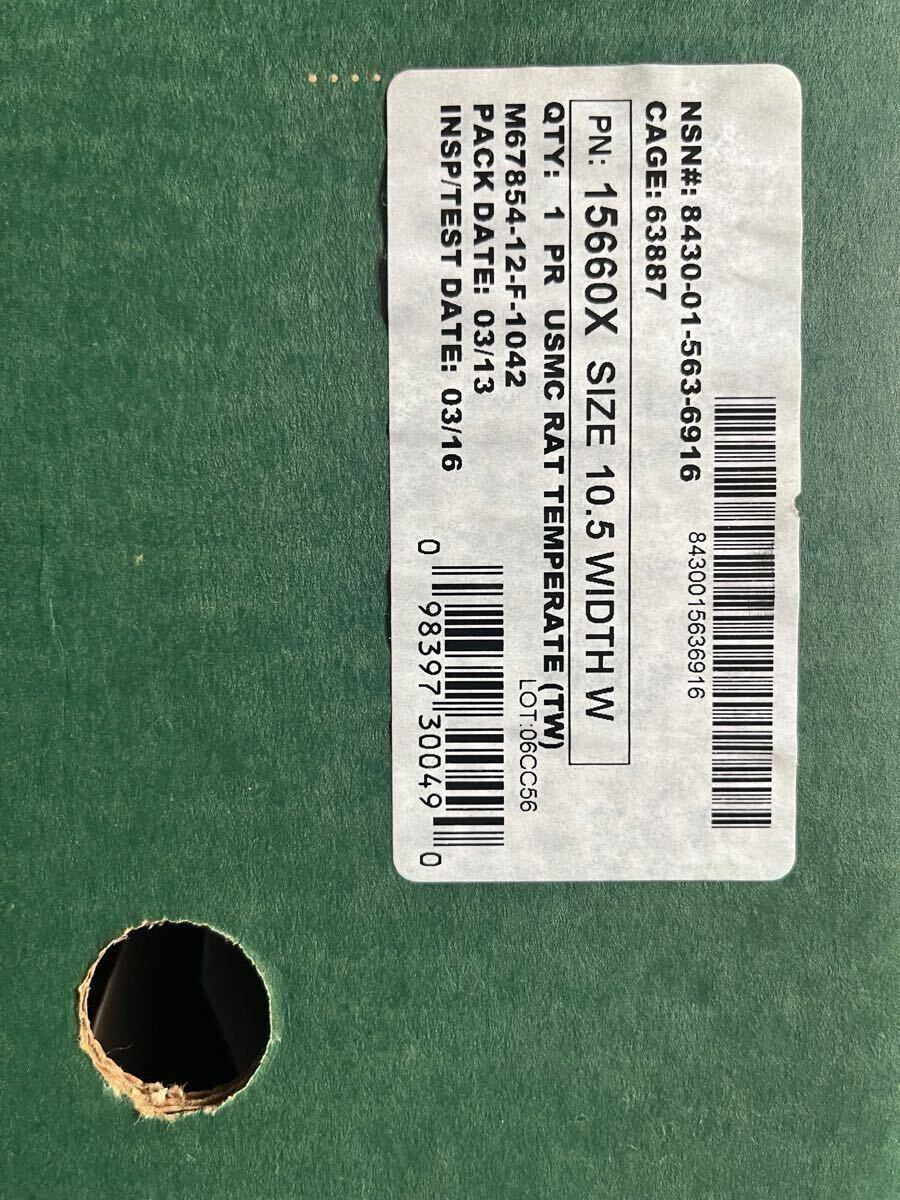 8430015636916
NSN#: 8430-01-563-6916
CAGE: 63887
PN: 15660X SIZE 10.5 WIDTH W
QTY: 1 PR USMC RAT TEMPERATE (TW)
M67854-12-F-1042
LOT:06CC56
PACK DATE: 03/13
INSP/TEST DATE: 03/16
0 98397 30049 0